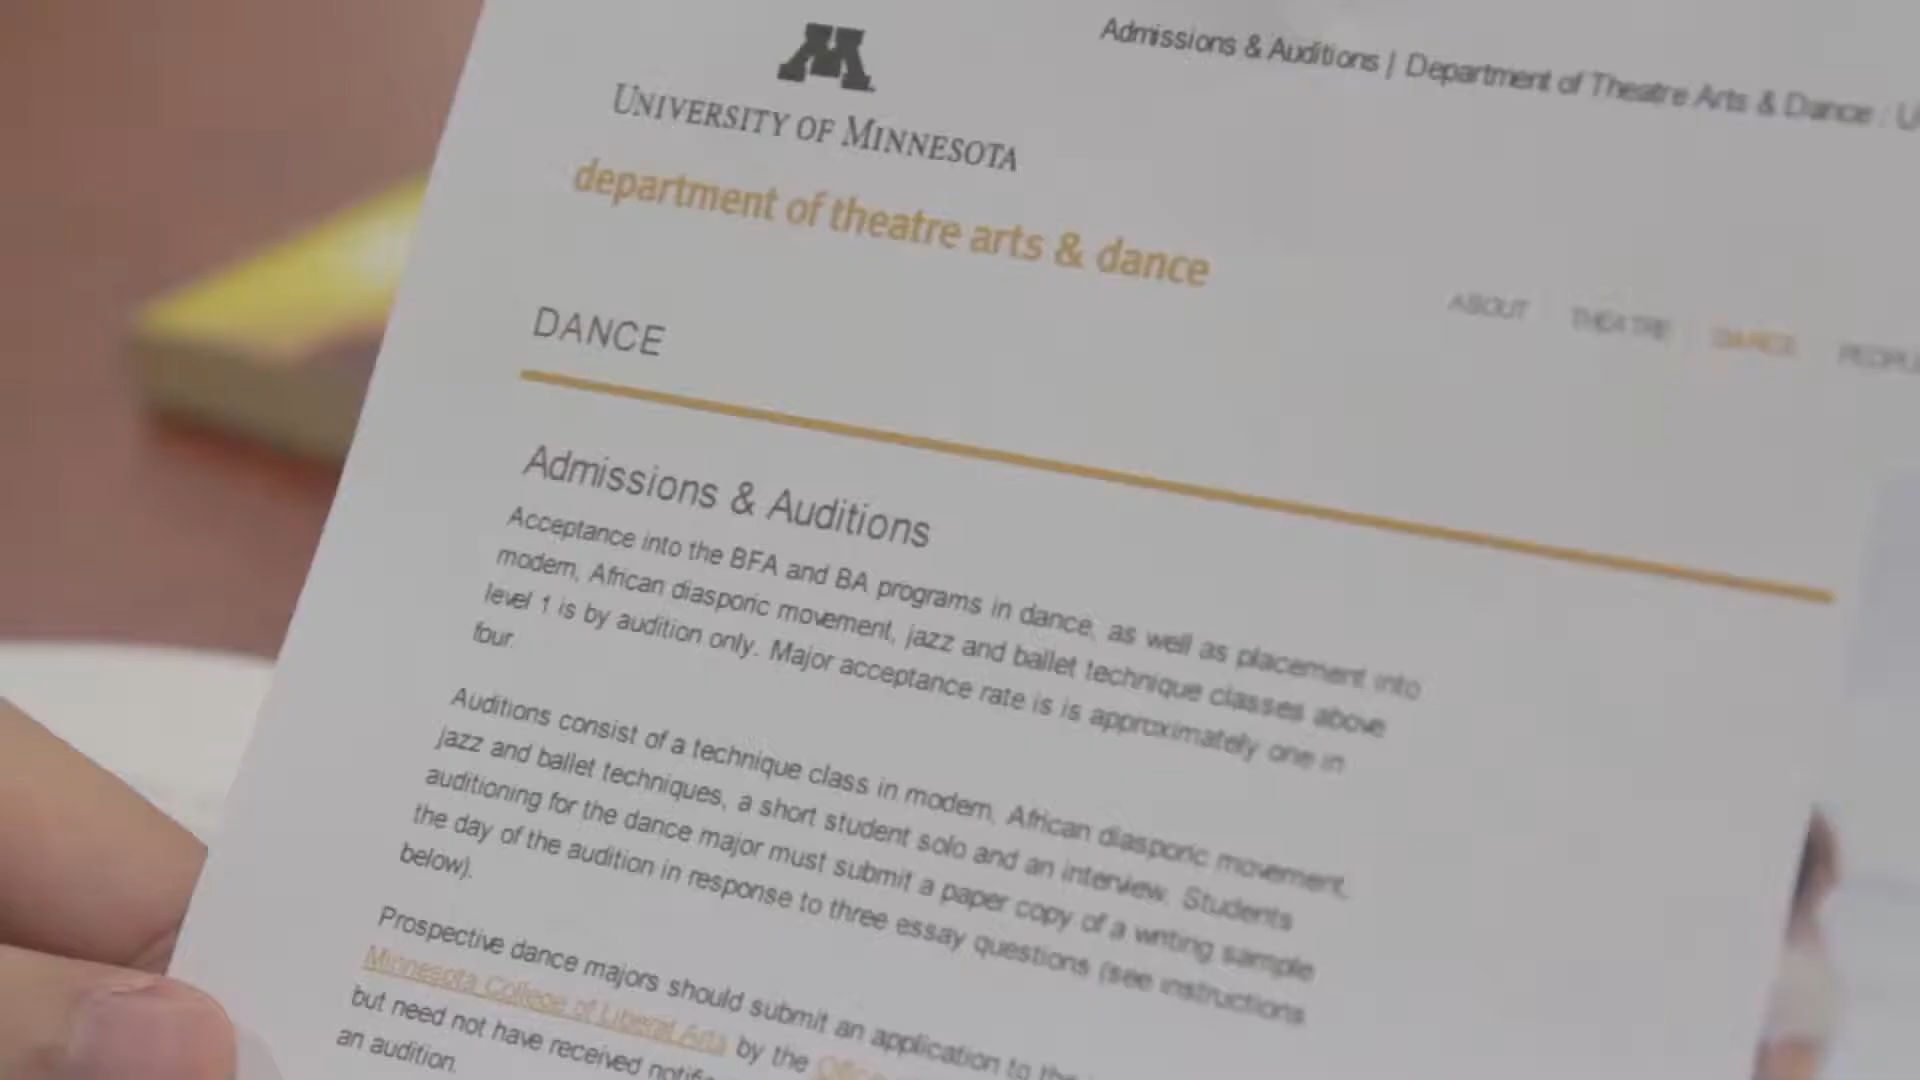 M
Admissions & Auditions | Department of Theatre Arts & Dance : U
UNIVERSITY OF MINNESOTA
department of theatre arts & dance
ABOUT THEATRE DANCE PEOPLE
DANCE
Admissions & Auditions
Acceptance into the BFA and BA programs in dance, as well as placement into
modern, African diasporic movement, jazz and ballet technique classes above
level 1 is by audition only. Major acceptance rate is is approximately one in
four.
Auditions consist of a technique class in modern, African diasporic movement,
jazz and ballet techniques, a short student solo and an interview. Students
auditioning for the dance major must submit a paper copy of a writing sample
the day of the audition in response to three essay questions (see instructions
below).
Prospective dance majors should submit an application to the
Minnesota College of Liberal Arts by the Office
but need not have received
an audition.